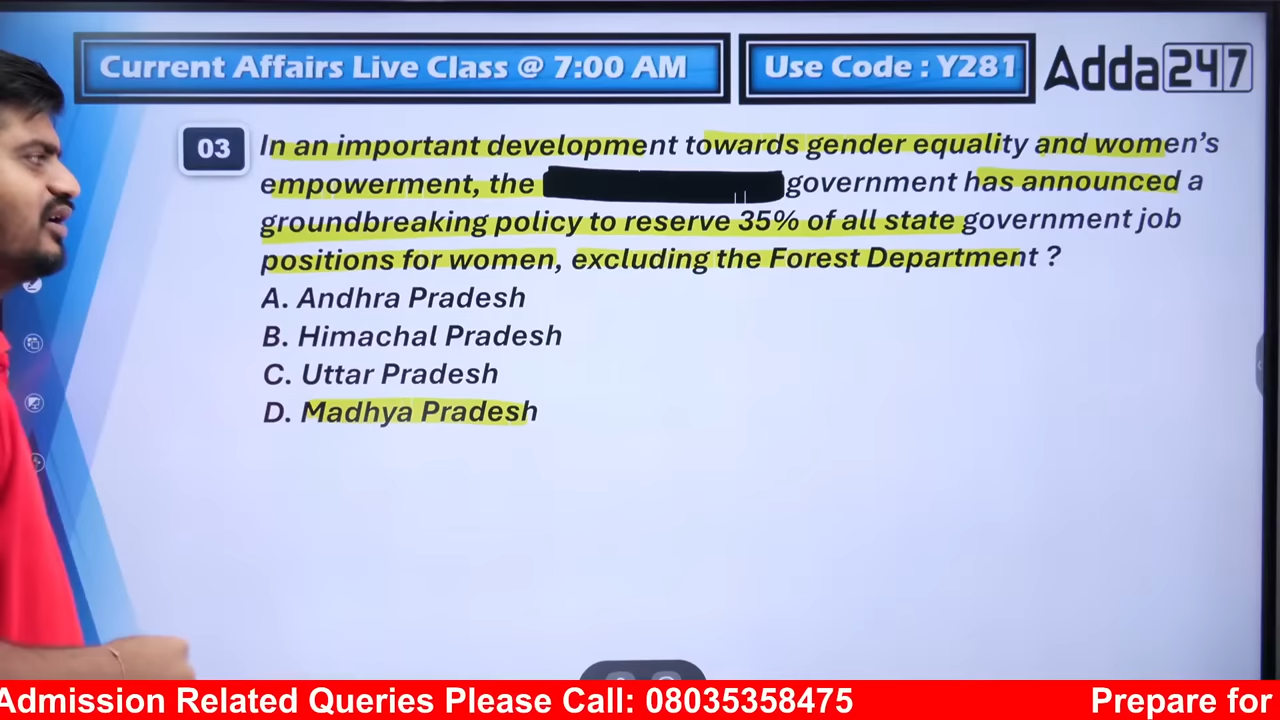 Current Affairs Live Class @ 7:00 AM
Use Code : Y281
Adda247
03
In an important development towards gender equality and women's
empowerment, the government has announced a
groundbreaking policy to reserve 35% of all state government job
positions for women, excluding the Forest Department ?
A. Andhra Pradesh
B. Himachal Pradesh
C. Uttar Pradesh
D. Madhya Pradesh
Admission Related Queries Please Call: 08035358475
Prepare for